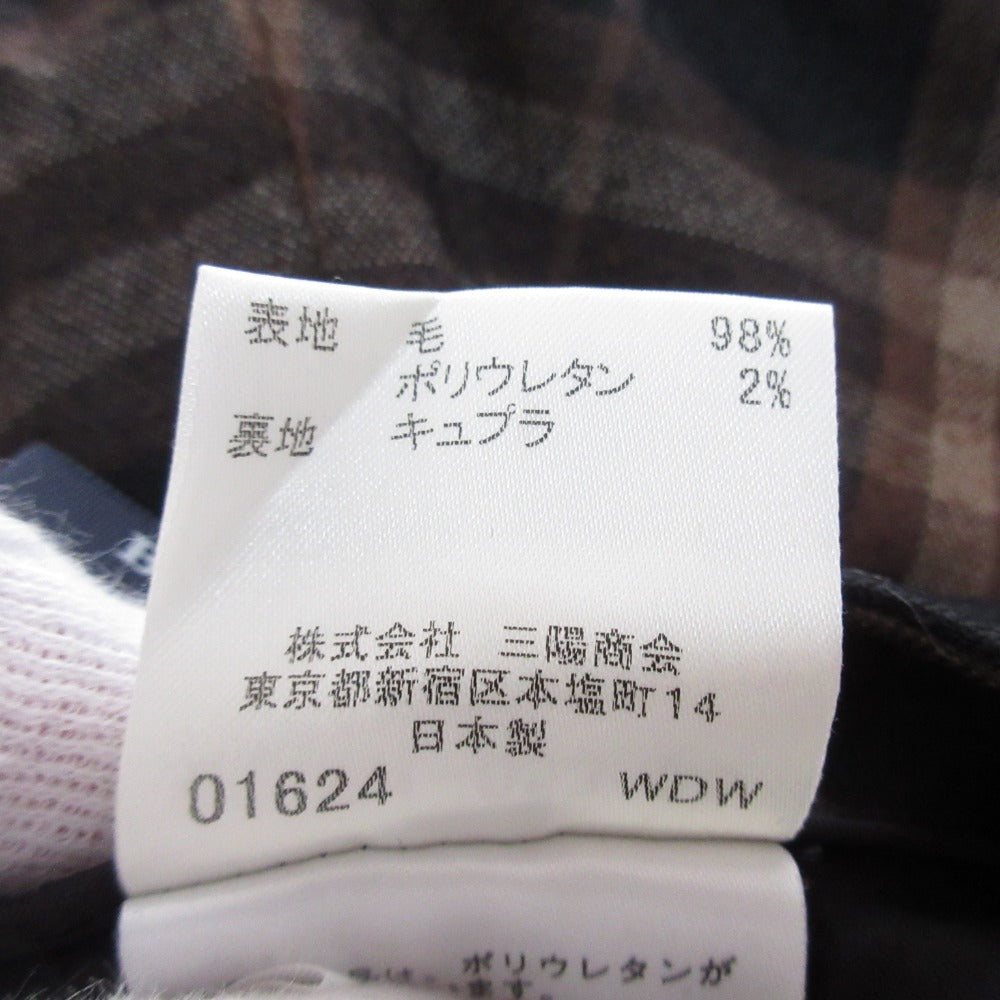 表地 毛 98%
ポリウレタン 2%
裏地 キュプラ
株式会社 三陽商会
東京都新宿区本塩町14
日本製
01624 WDW
ポリウレタンが
ます。